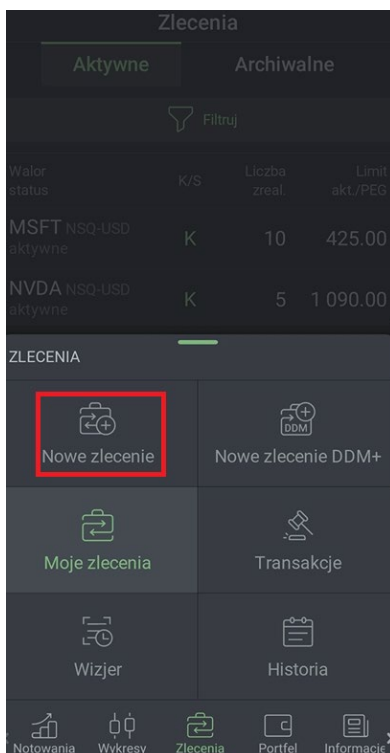 Zlecenia
Aktywne Archiwalne
Filtruj
Walor K/S Liczba Limit
status zreal. akt./PEG
MSFT NSQ-USD K 10 425.00
aktywne
NVDA NSQ-USD K 5 1 090.00
aktywne
ZLECENIA
DDM
Nowe zlecenie Nowe zlecenie DDM+
Moje zlecenia Transakcje
Wizjer Historia
Notowania Wykresy Zlecenia Portfel Informacje